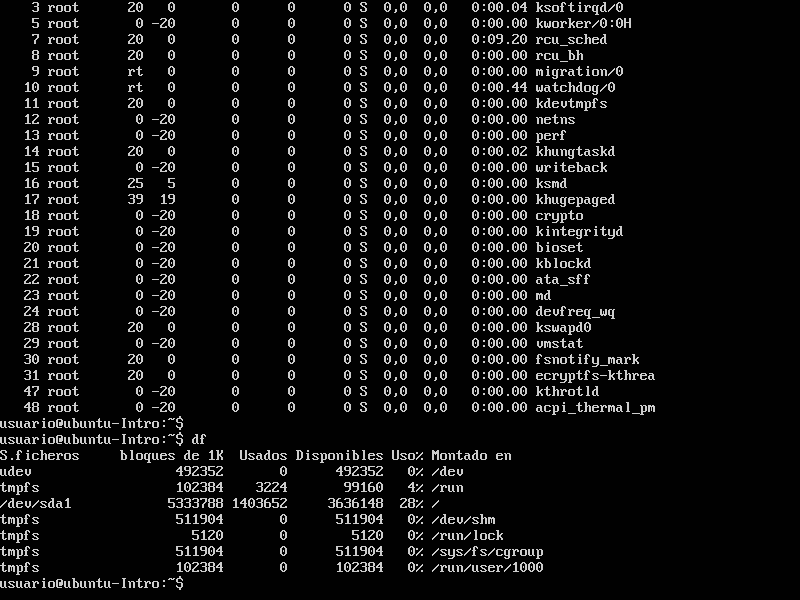 3 root      20   0       0      0      0 S  0,0  0,0   0:00.04 ksoftirqd/0
    5 root       0 -20       0      0      0 S  0,0  0,0   0:00.00 kworker/0:0H
    7 root      20   0       0      0      0 S  0,0  0,0   0:09.20 rcu_sched
    8 root      20   0       0      0      0 S  0,0  0,0   0:00.00 rcu_bh
    9 root      rt   0       0      0      0 S  0,0  0,0   0:00.00 migration/0
   10 root      rt   0       0      0      0 S  0,0  0,0   0:00.44 watchdog/0
   11 root      20   0       0      0      0 S  0,0  0,0   0:00.00 kdevtmpfs
   12 root       0 -20       0      0      0 S  0,0  0,0   0:00.00 netns
   13 root       0 -20       0      0      0 S  0,0  0,0   0:00.00 perf
   14 root      20   0       0      0      0 S  0,0  0,0   0:00.02 khungtaskd
   15 root       0 -20       0      0      0 S  0,0  0,0   0:00.00 writeback
   16 root      25   5       0      0      0 S  0,0  0,0   0:00.00 ksmd
   17 root      39  19       0      0      0 S  0,0  0,0   0:00.00 khugepaged
   18 root       0 -20       0      0      0 S  0,0  0,0   0:00.00 crypto
   19 root       0 -20       0      0      0 S  0,0  0,0   0:00.00 kintegrityd
   20 root       0 -20       0      0      0 S  0,0  0,0   0:00.00 bioset
   21 root       0 -20       0      0      0 S  0,0  0,0   0:00.00 kblockd
   22 root       0 -20       0      0      0 S  0,0  0,0   0:00.00 ata_sff
   23 root       0 -20       0      0      0 S  0,0  0,0   0:00.00 md
   24 root       0 -20       0      0      0 S  0,0  0,0   0:00.00 devfreq_wq
   28 root      20   0       0      0      0 S  0,0  0,0   0:00.00 kswapd0
   29 root       0 -20       0      0      0 S  0,0  0,0   0:00.00 vmstat
   30 root      20   0       0      0      0 S  0,0  0,0   0:00.00 fsnotify_mark
   31 root      20   0       0      0      0 S  0,0  0,0   0:00.00 ecryptfs-kthrea
   47 root       0 -20       0      0      0 S  0,0  0,0   0:00.00 kthrotld
   48 root       0 -20       0      0      0 S  0,0  0,0   0:00.00 acpi_thermal_pm
usuario@ubuntu-Intro:~$
usuario@ubuntu-Intro:~$ df
S.ficheros     bloques de 1K  Usados Disponibles Uso% Montado en
udev                  492352       0      492352   0% /dev
tmpfs                 102384    3224       99160   4% /run
/dev/sda1            5333788 1403652     3636148  28% /
tmpfs                 511904       0      511904   0% /dev/shm
tmpfs                   5120       0        5120   0% /run/lock
tmpfs                 511904       0      511904   0% /sys/fs/cgroup
tmpfs                 102384       0      102384   0% /run/user/1000
usuario@ubuntu-Intro:~$